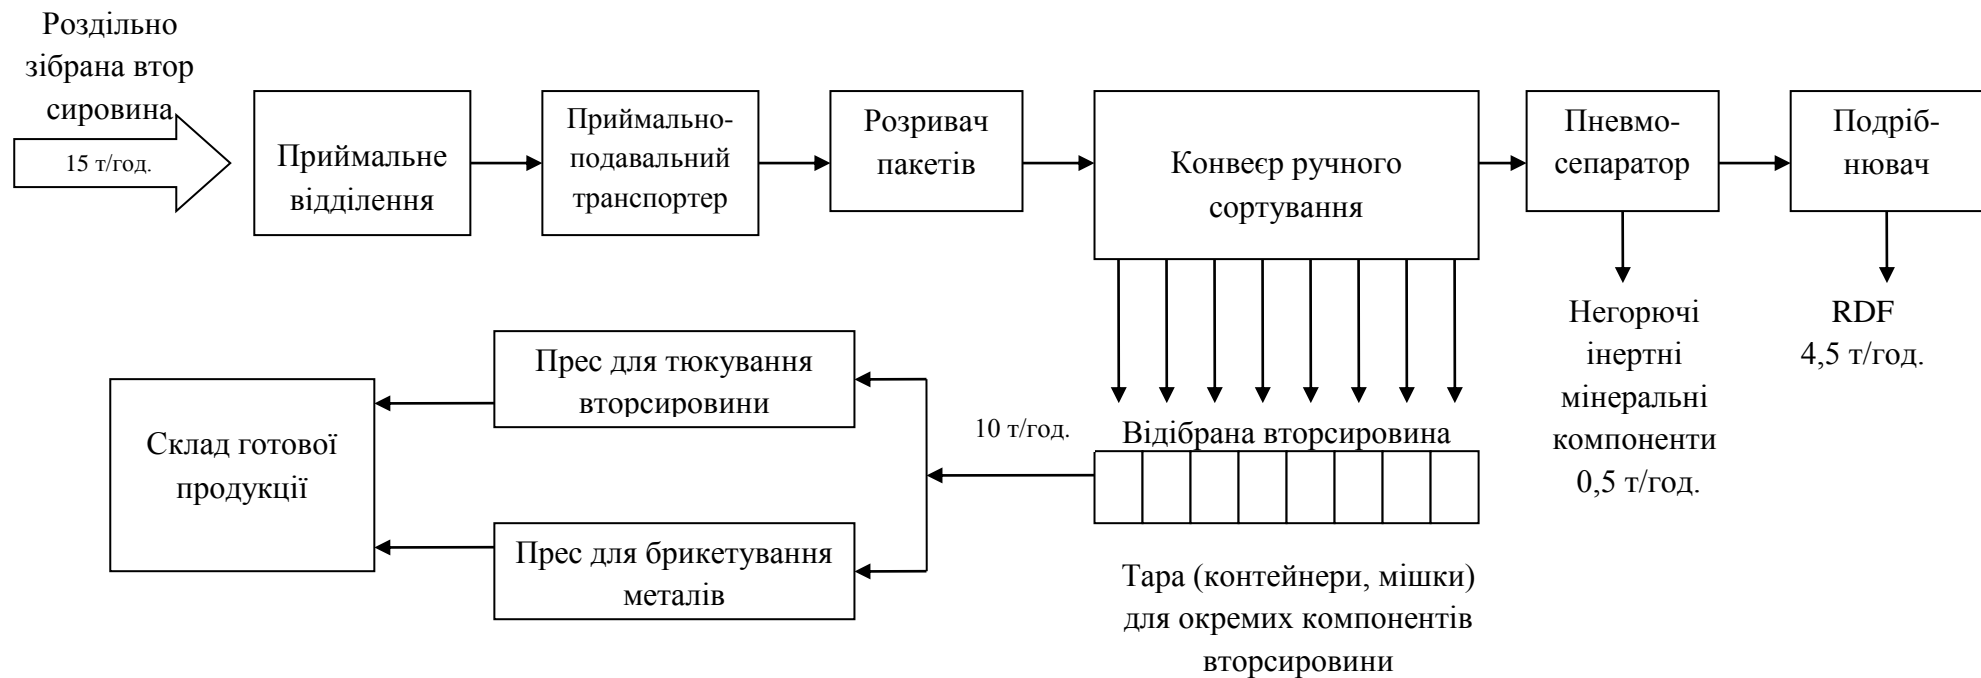 Роздільно
зібрана втор
сировина
15 т/год.
Приймальне
відділення
Приймально-
подавальний
транспортер
Розривач
пакетів
Конвеєр ручного
сортування
Пневмо-
сепаратор
Подріб-
нювач
Негорючі
інертні
мінеральні
компоненти
0,5 т/год.
RDF
4,5 т/год.
Відібрана вторсировина
10 т/год.
Прес для тюкування
вторсировини
Прес для брикетування
металів
Склад готової
продукції
Тара (контейнери, мішки)
для окремих компонентів
вторсировини